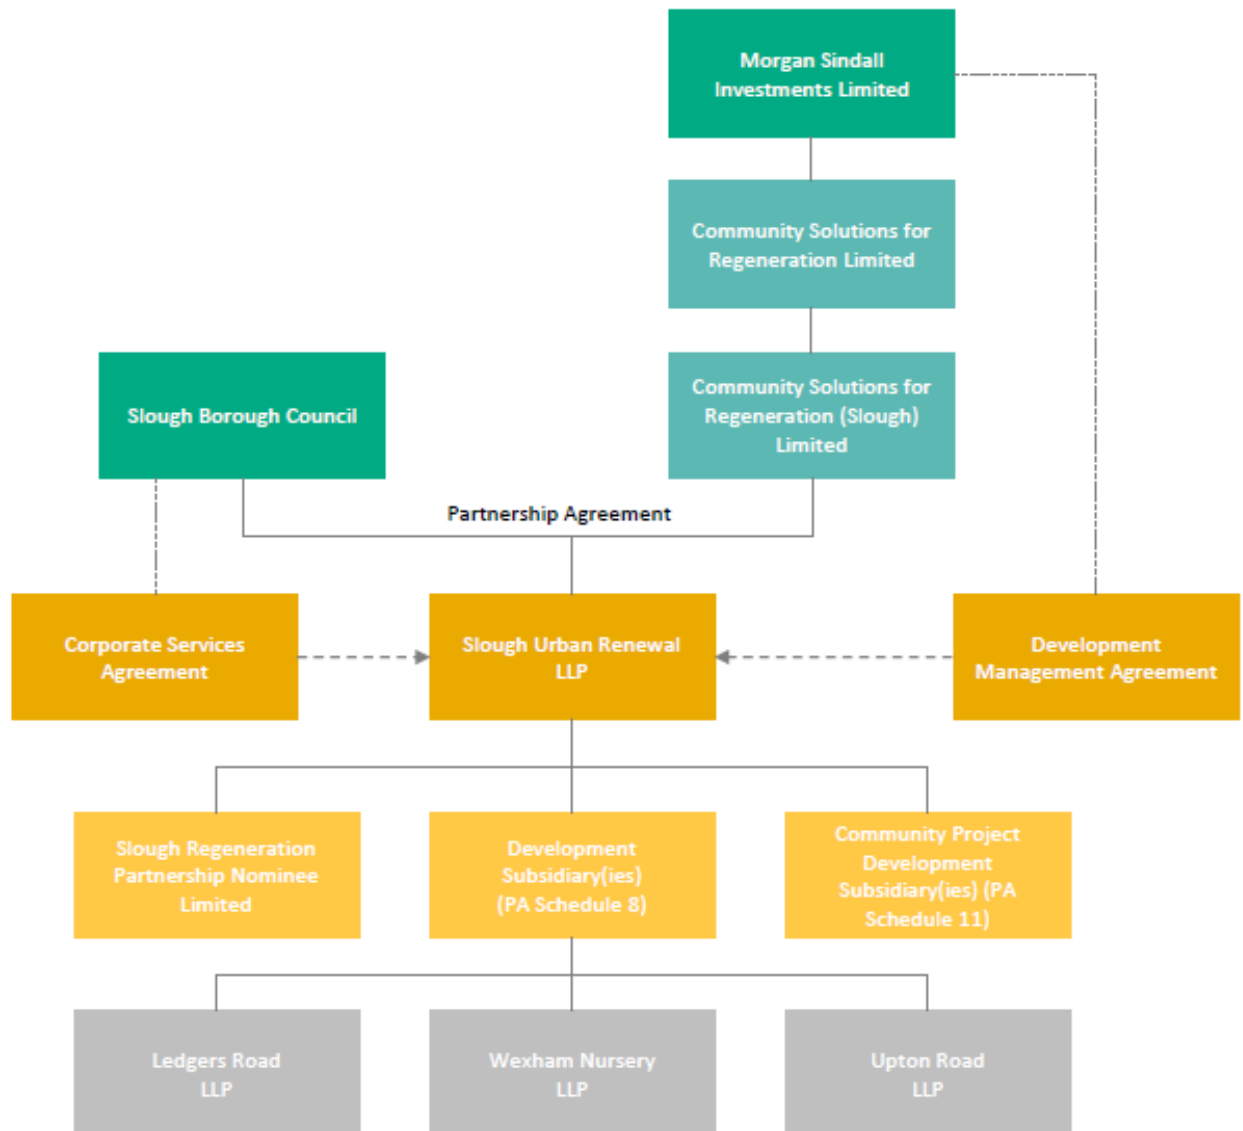 Morgan Sindall
Investments Limited
Community Solutions for
Regeneration Limited
Slough Borough Council
Community Solutions for
Regeneration (Slough)
Limited
Partnership Agreement
Corporate Services
Agreement
Slough Urban Renewal
LLP
Development
Management Agreement
Slough Regeneration
Partnership Nominee
Limited
Development
Subsidiary(ies)
(PA Schedule 8)
Community Project
Development
Subsidiary(ies) (PA
Schedule 11)
Ledgers Road
LLP
Wexham Nursery
LLP
Upton Road
LLP